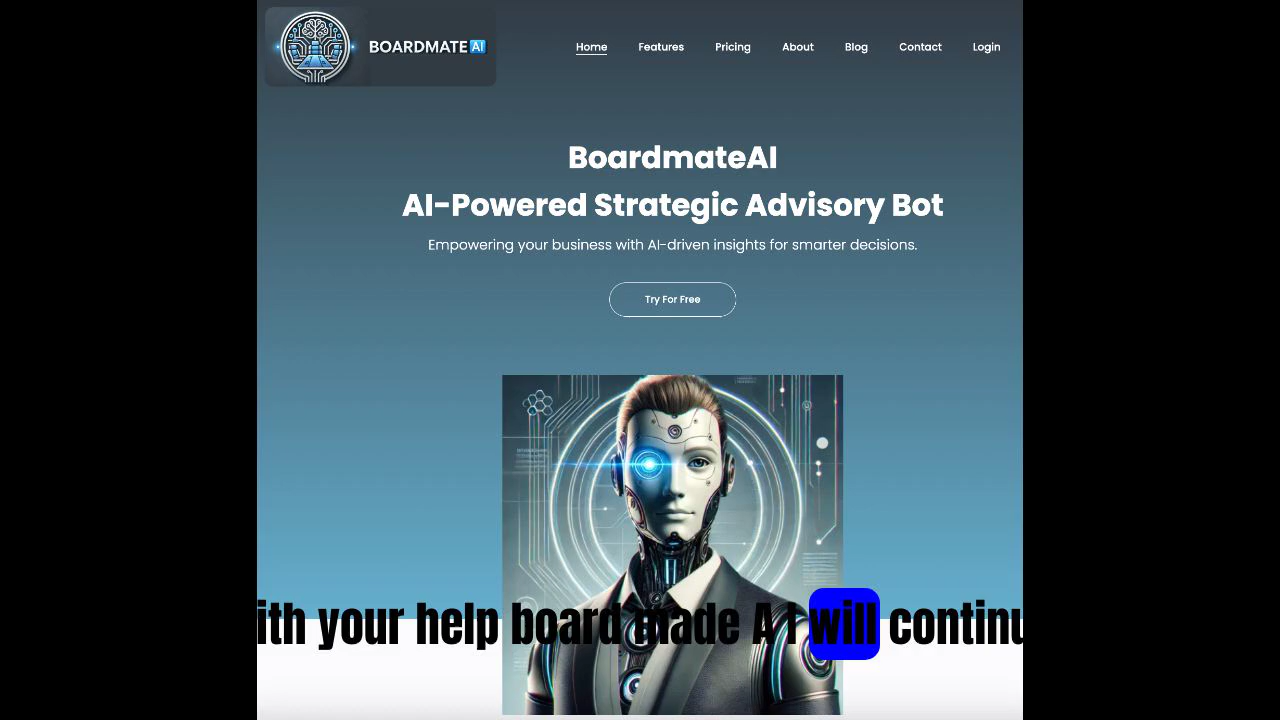 BOARDMATE AI
Home Features Pricing About Blog Contact Login
BoardmateAI
AI-Powered Strategic Advisory Bot
Empowering your business with AI-driven insights for smarter decisions.
Try For Free
ith your help board made A I will continu